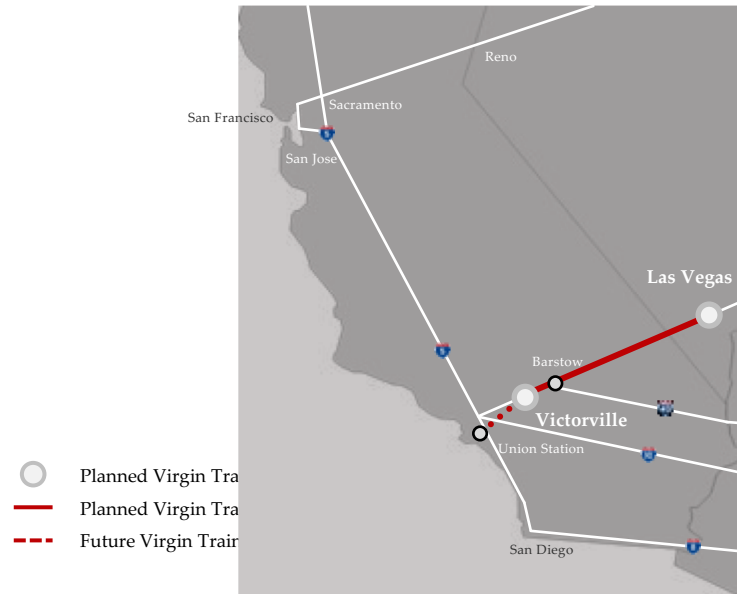 Reno
Sacramento
San Francisco
San Jose
Las Vegas
Barstow
Victorville
Union Station
Planned Virgin Tra
Planned Virgin Tra
Future Virgin Train
San Diego